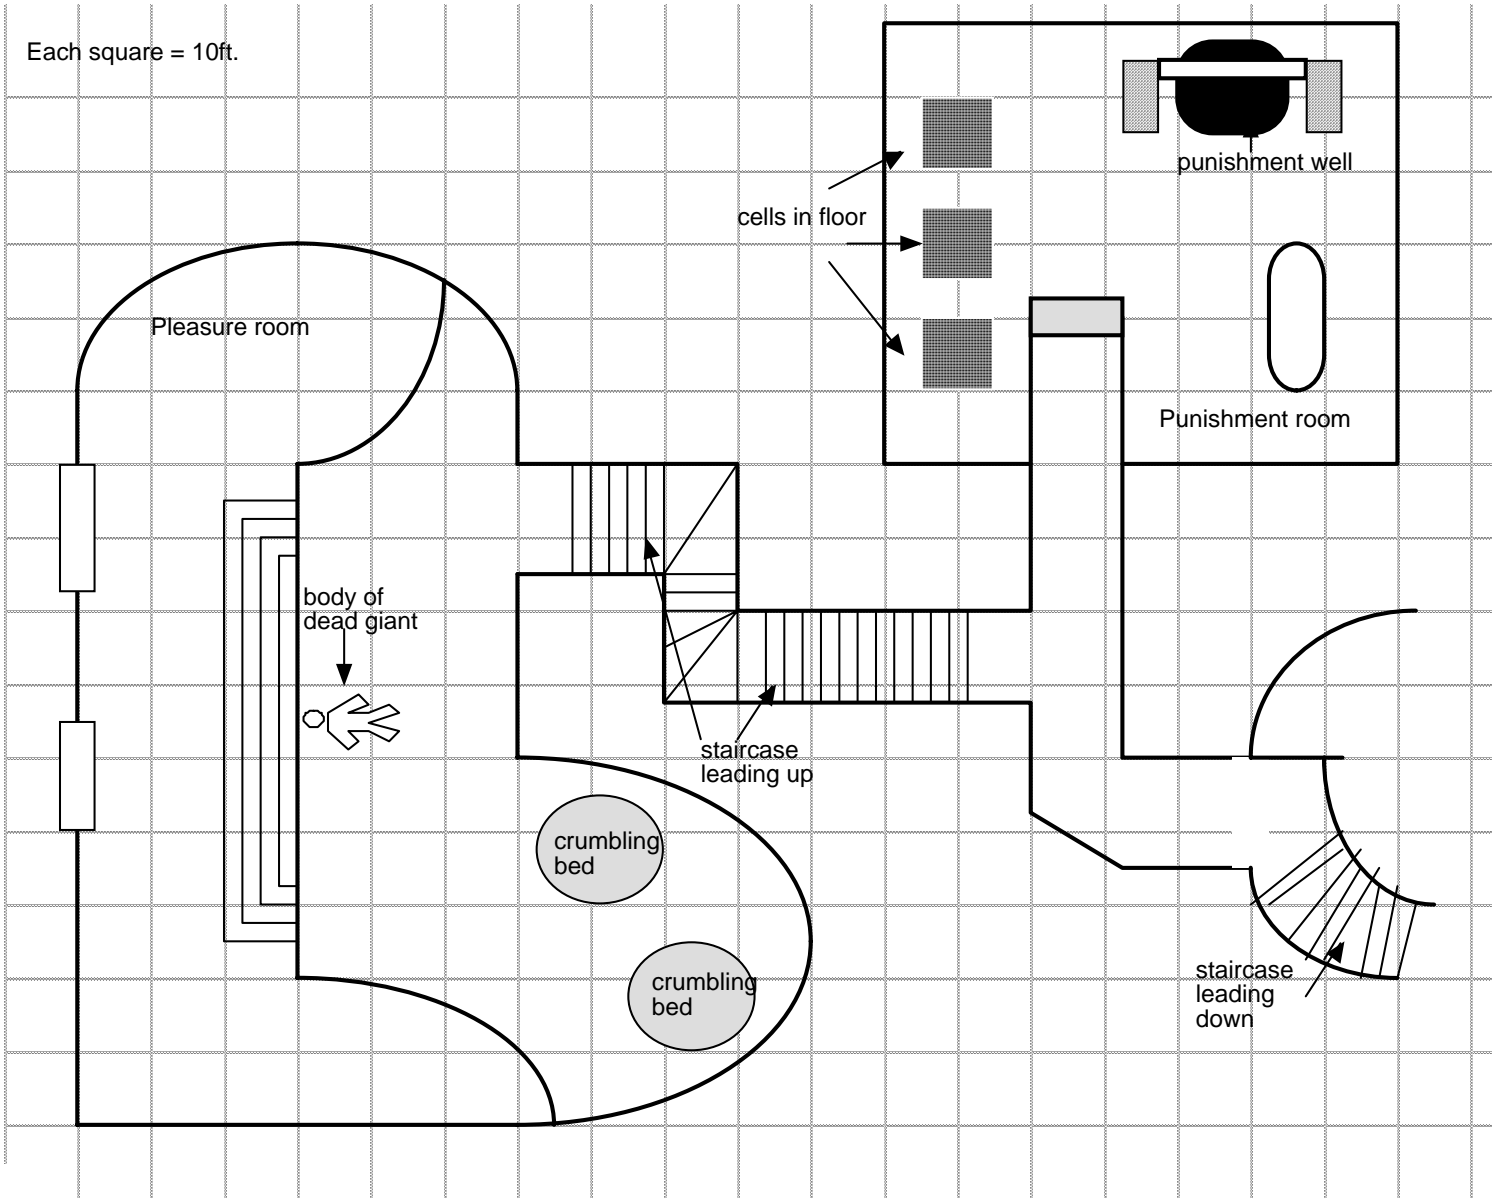 Each square = 10ft.
punishment well
cells in floor
Pleasure room
Punishment room
body of
dead giant
staircase
leading up
crumbling
bed
crumbling
bed
staircase
leading
down